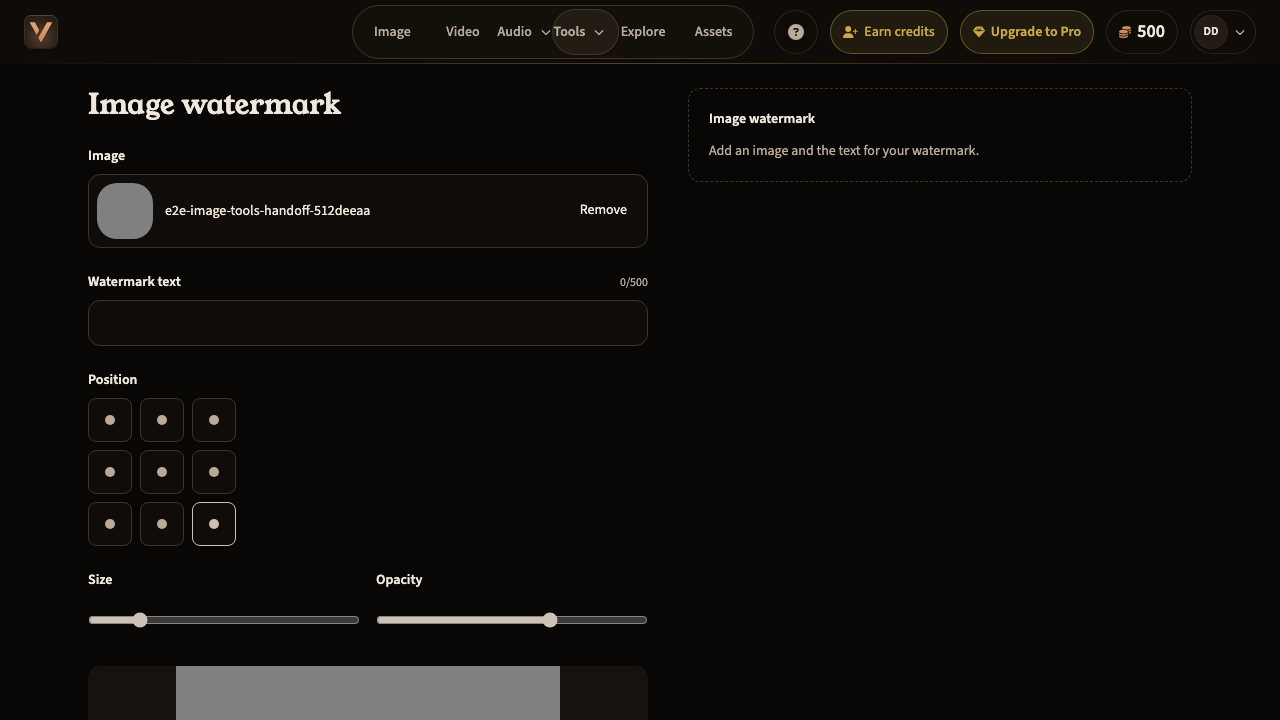 Image Video Audio Tools Explore Assets ? Earn credits Upgrade to Pro 500 DD
Image watermark
Image
e2e-image-tools-handoff-512deeaa Remove
Watermark text 0/500
Position
Size Opacity
Image watermark
Add an image and the text for your watermark.